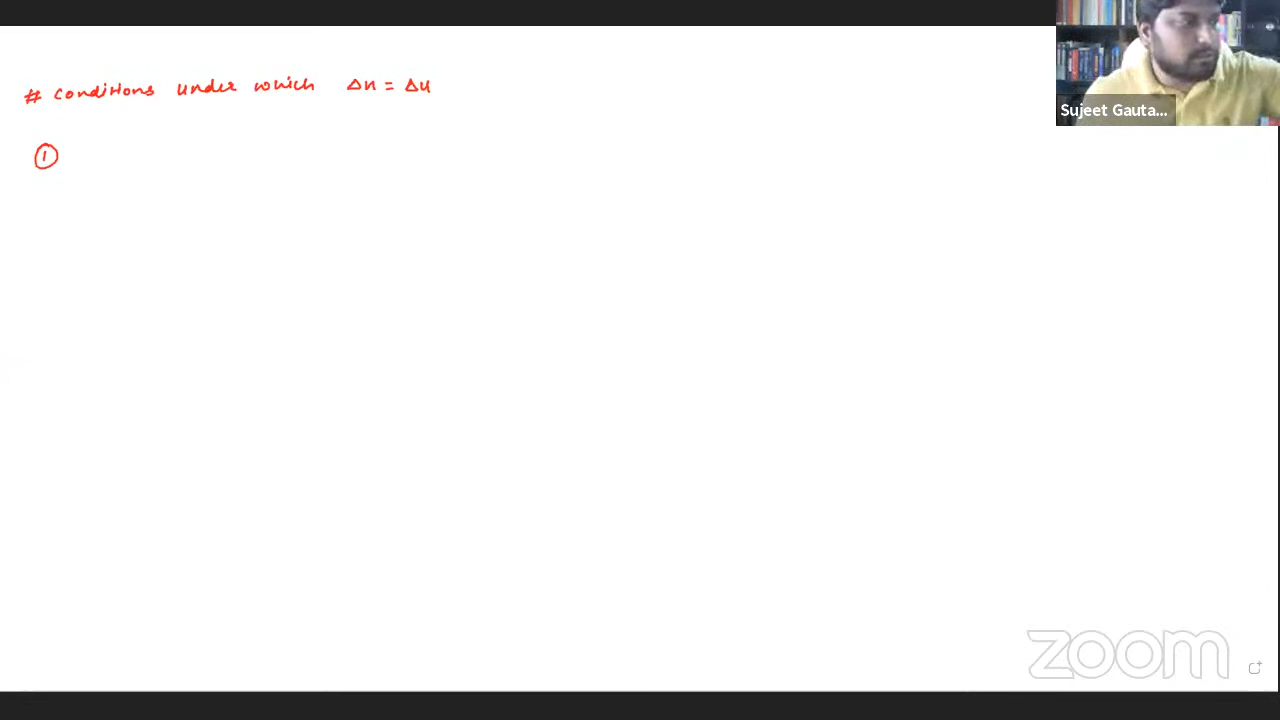 # conditions under which ΔH = ΔU
①
Sujeet Gauta...
zoom